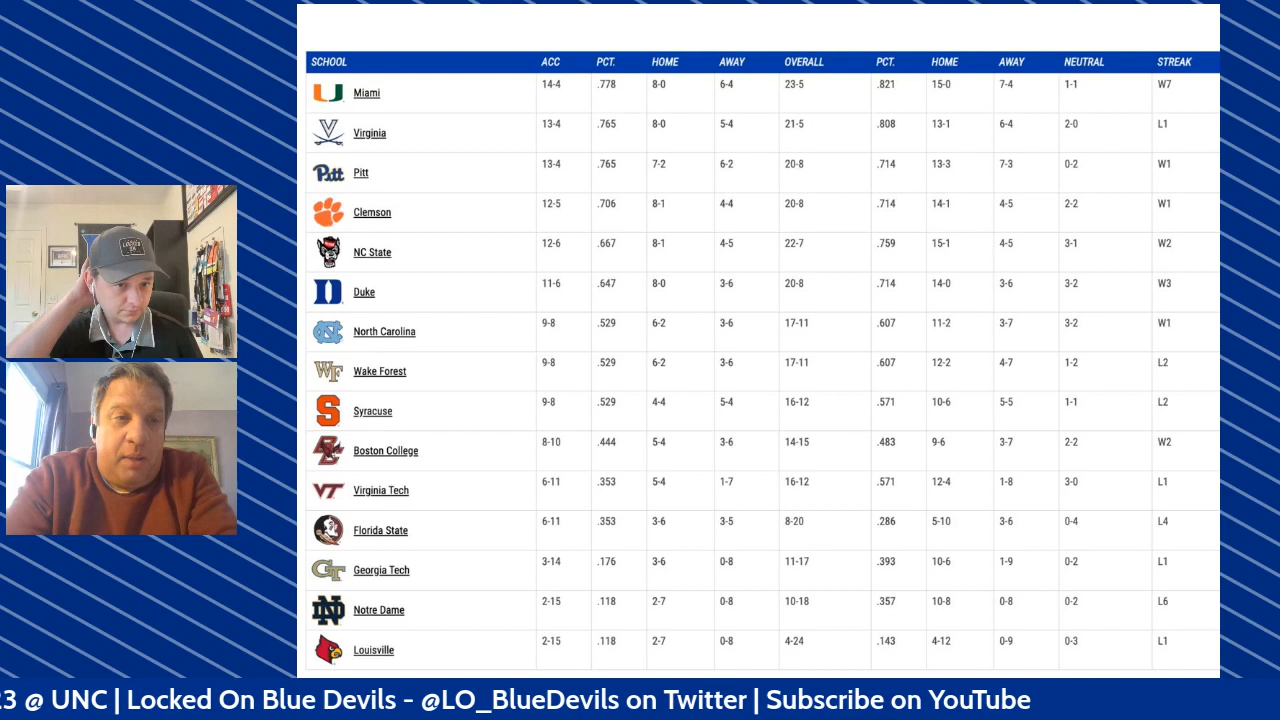 SCHOOL ACC PCT. HOME AWAY OVERALL PCT. HOME AWAY NEUTRAL STREAK
Miami 14-4 .778 8-0 6-4 23-5 .821 15-0 7-4 1-1 W7
Virginia 13-4 .765 8-0 5-4 21-5 .808 13-1 6-4 2-0 L1
Pitt Pitt 13-4 .765 7-2 6-2 20-8 .714 13-3 7-3 0-2 W1
Clemson 12-5 .706 8-1 4-4 20-8 .714 14-1 4-5 2-2 W1
NC State 12-6 .667 8-1 4-5 22-7 .759 15-1 4-5 3-1 W2
Duke 11-6 .647 8-0 3-6 20-8 .714 14-0 3-6 3-2 W3
North Carolina 9-8 .529 6-2 3-6 17-11 .607 11-2 3-7 3-2 W1
WF Wake Forest 9-8 .529 6-2 3-6 17-11 .607 12-2 4-7 1-2 L2
S Syracuse 9-8 .529 4-4 5-4 16-12 .571 10-6 5-5 1-1 L2
Boston College 8-10 .444 5-4 3-6 14-15 .483 9-6 3-7 2-2 W2
VT Virginia Tech 6-11 .353 5-4 1-7 16-12 .571 12-4 1-8 3-0 L1
Florida State 6-11 .353 3-6 3-5 8-20 .286 5-10 3-6 0-4 L4
GT Georgia Tech 3-14 .176 3-6 0-8 11-17 .393 10-6 1-9 0-2 L1
ND Notre Dame 2-15 .118 2-7 0-8 10-18 .357 10-8 0-8 0-2 L6
Louisville 2-15 .118 2-7 0-8 4-24 .143 4-12 0-9 0-3 L1
23 @ UNC | Locked On Blue Devils - @LO_BlueDevils on Twitter | Subscribe on YouTube